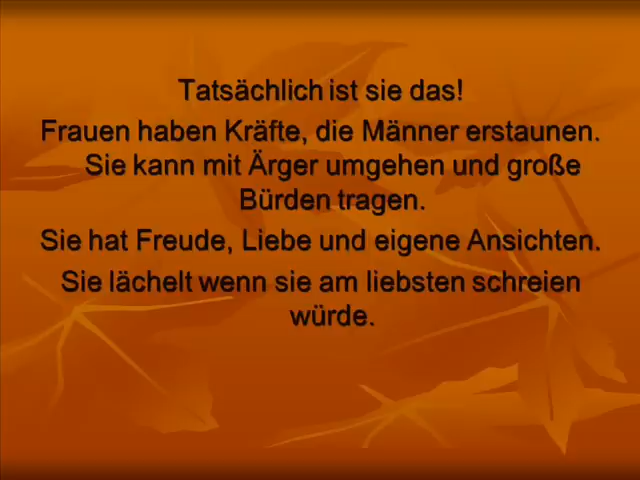 Tatsächlich ist sie das!
Frauen haben Kräfte, die Männer erstaunen.
Sie kann mit Ärger umgehen und große
Bürden tragen.
Sie hat Freude, Liebe und eigene Ansichten.
Sie lächelt wenn sie am liebsten schreien
würde.